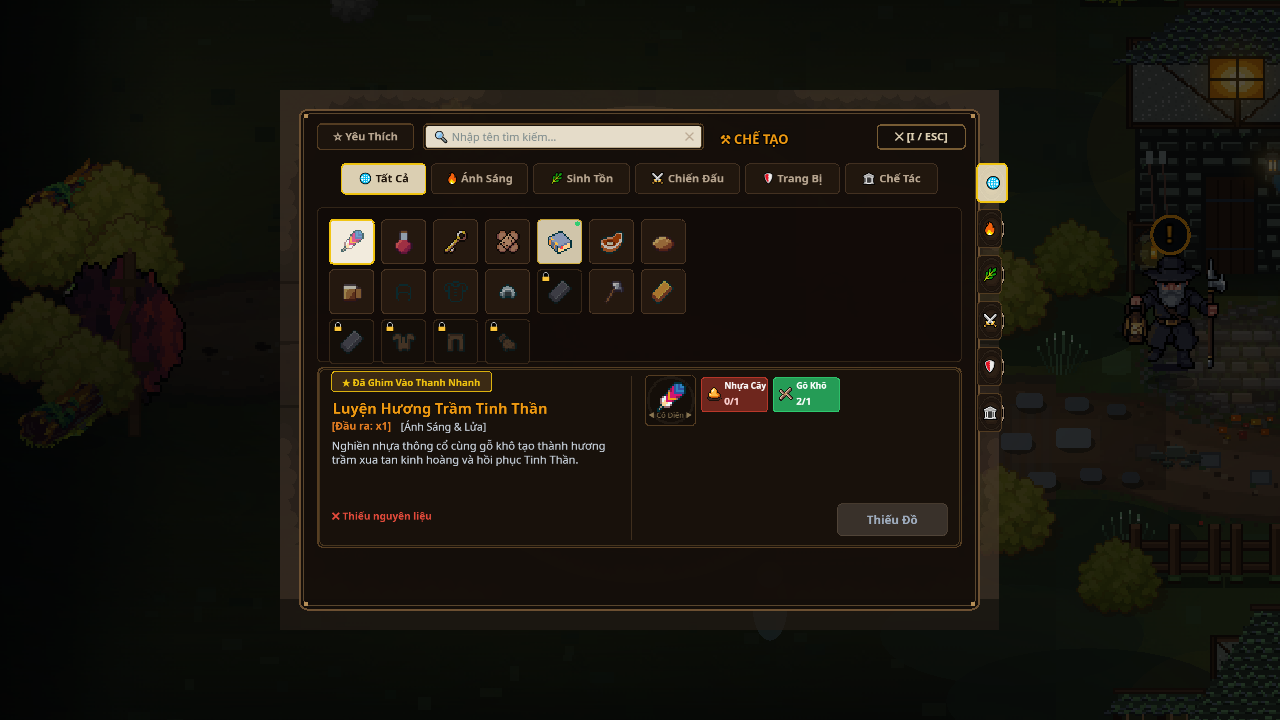 ☆ Yêu Thích
Nhập tên tìm kiếm...
⚒ CHẾ TẠO
✕ [I / ESC]
Tất Cả
Ánh Sáng
Sinh Tồn
Chiến Đấu
Trang Bị
Chế Tác
★ Đã Ghim Vào Thanh Nhanh
Luyện Hương Trầm Tinh Thần
[Đầu ra: x1] [Ánh Sáng & Lửa]
Nghiền nhựa thông cổ cùng gỗ khô tạo thành hương
trầm xua tan kinh hoàng và hồi phục Tinh Thần.
✕ Thiếu nguyên liệu
◀ Cổ Điển ▶
Nhựa Cây
0/1
Gỗ Khô
2/1
Thiếu Đồ